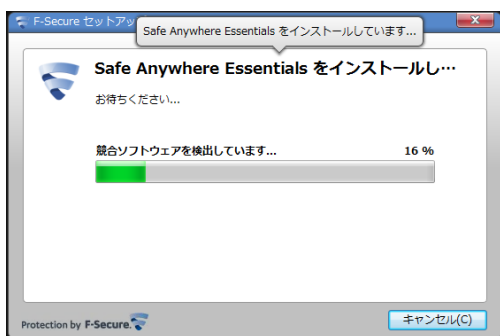 F-Secure セットアッ
Safe Anywhere Essentials をインストールしています...
Safe Anywhere Essentials をインストールし…
お待ちください...
競合ソフトウェアを検出しています... 16 %
Protection by F-Secure.
キャンセル(C)